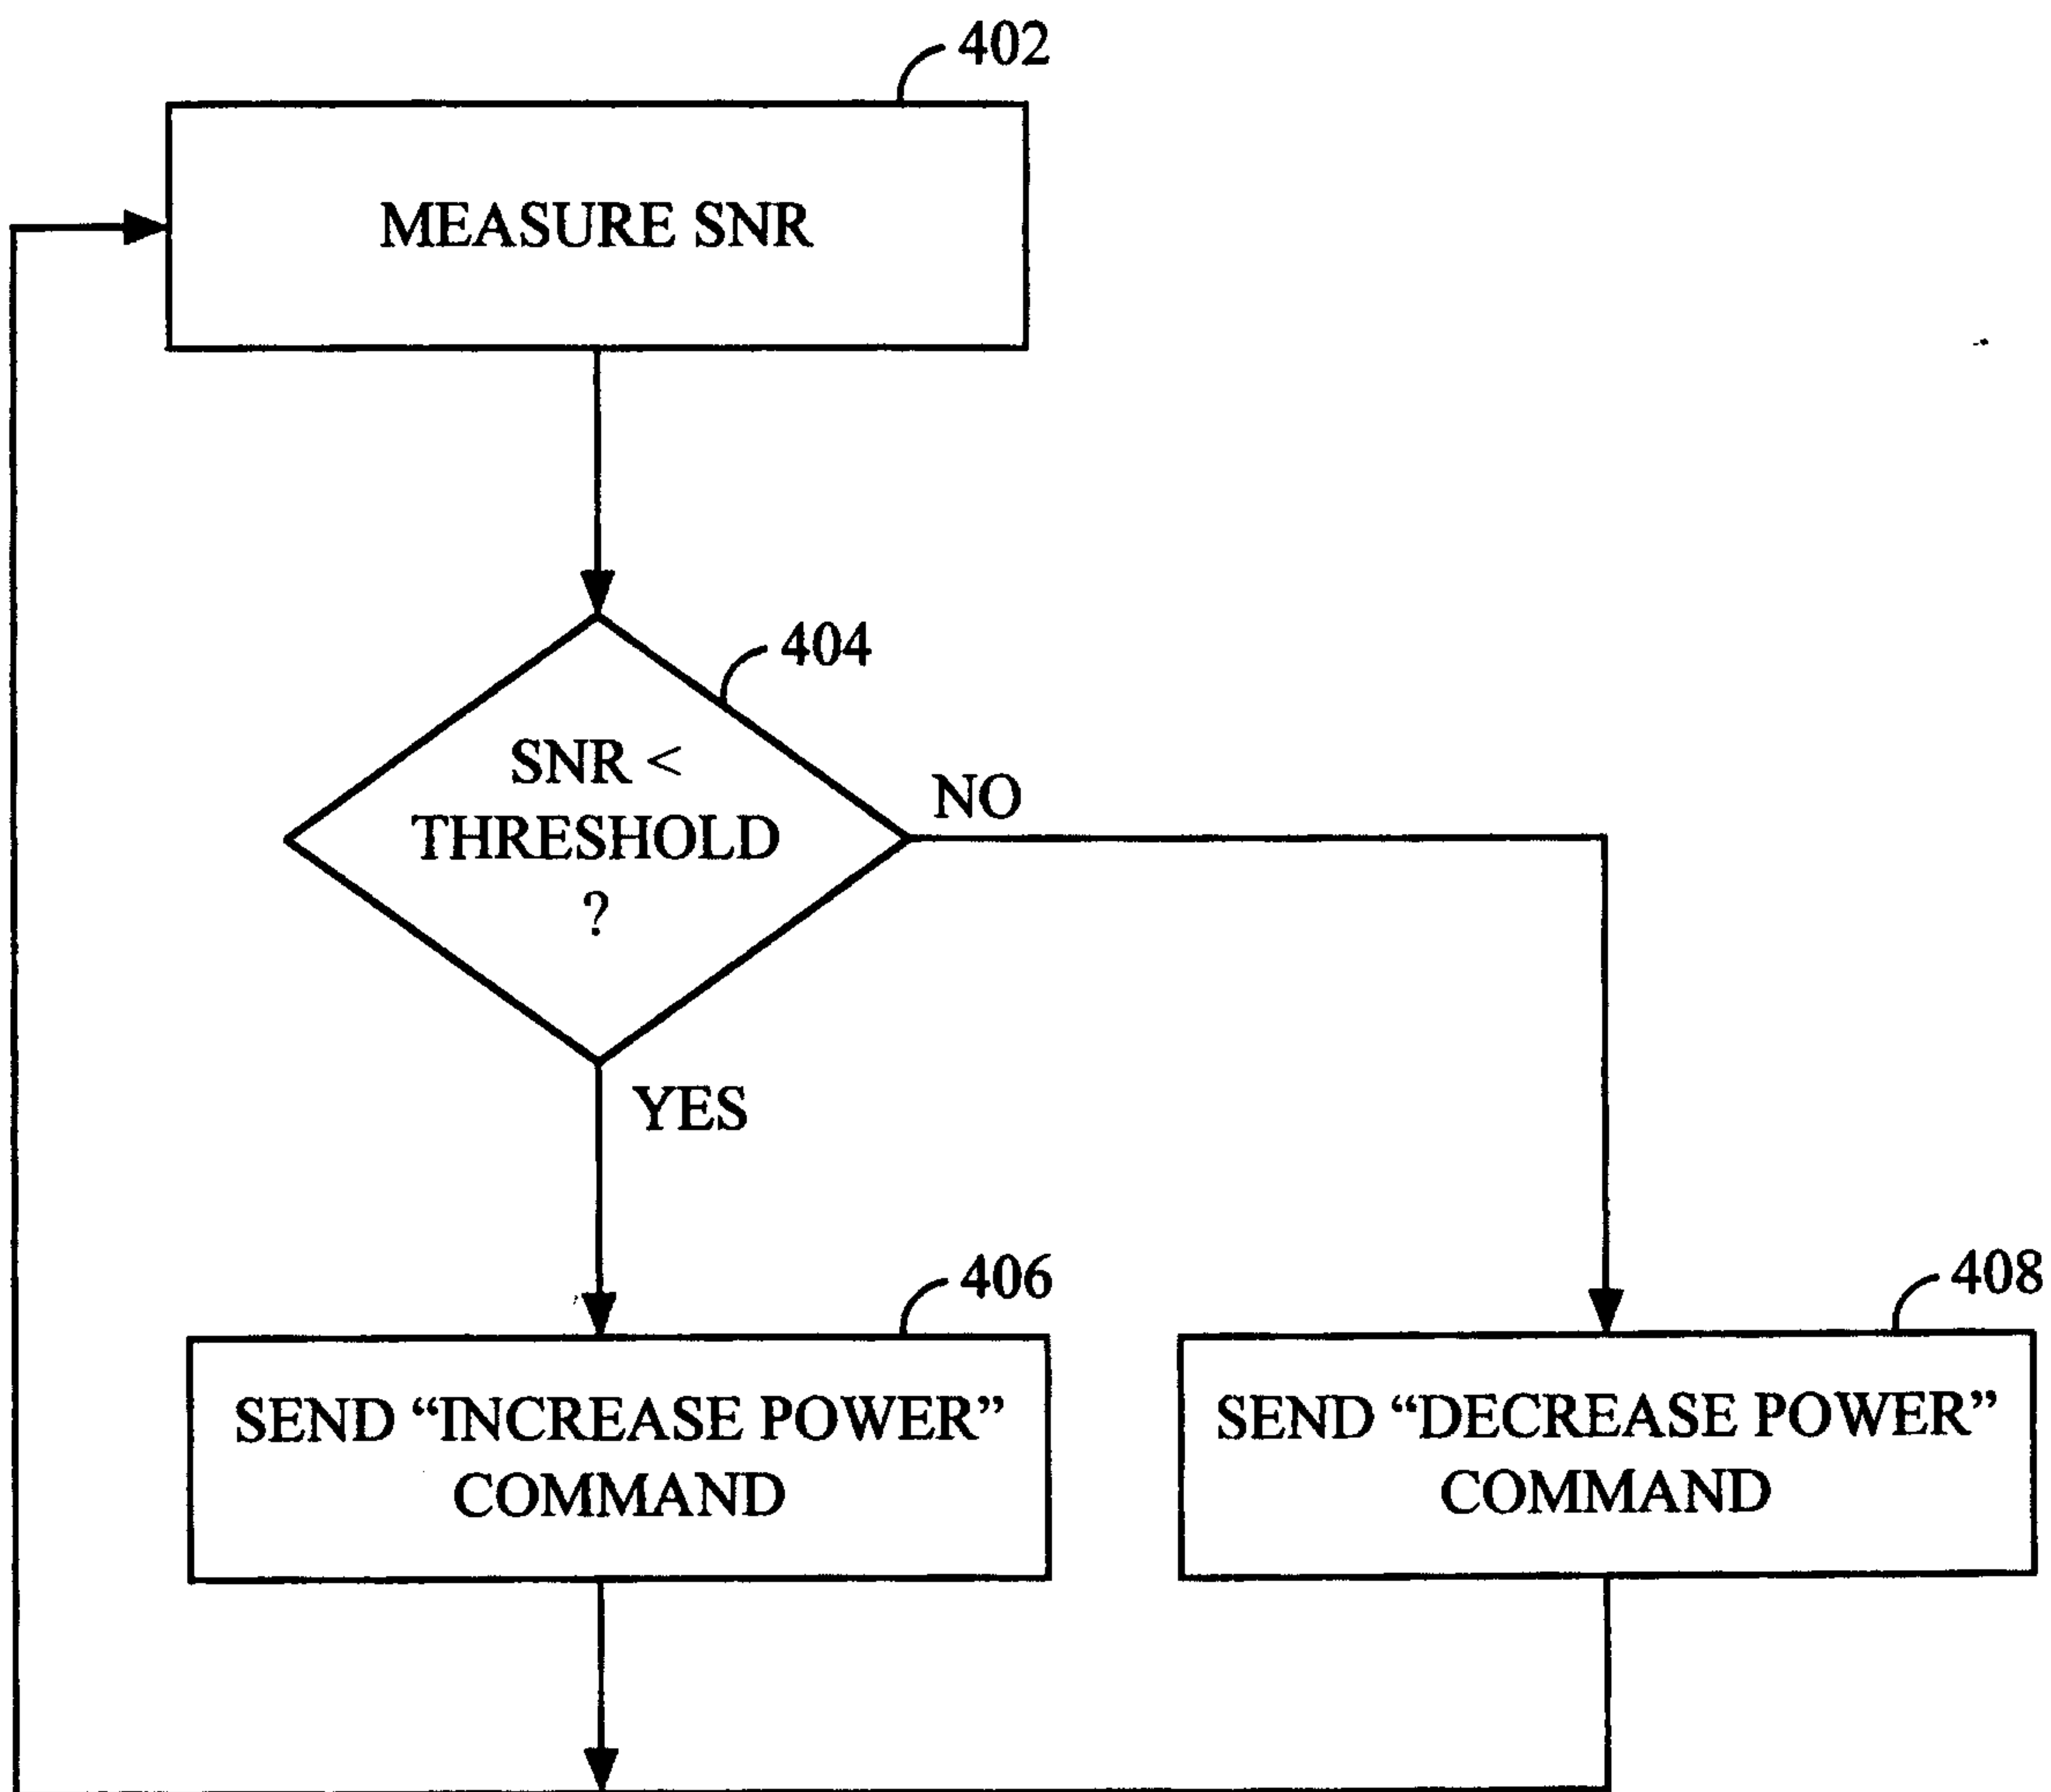 402
MEASURE SNR
404
SNR <
THRESHOLD
?
NO
YES
406
408
SEND “INCREASE POWER”
COMMAND
SEND “DECREASE POWER”
COMMAND